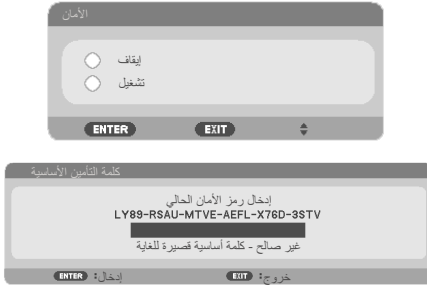 الأمان
إيقاف
تشغيل
ENTER EXIT
كلمة التأمين الأساسية
إدخال رمز الأمان الحالي
LY89-RSAU-MTVE-AEFL-X76D-3STV
غير صالح - كلمة أساسية قصيرة للغاية
إدخال: ENTER خروج: EXIT